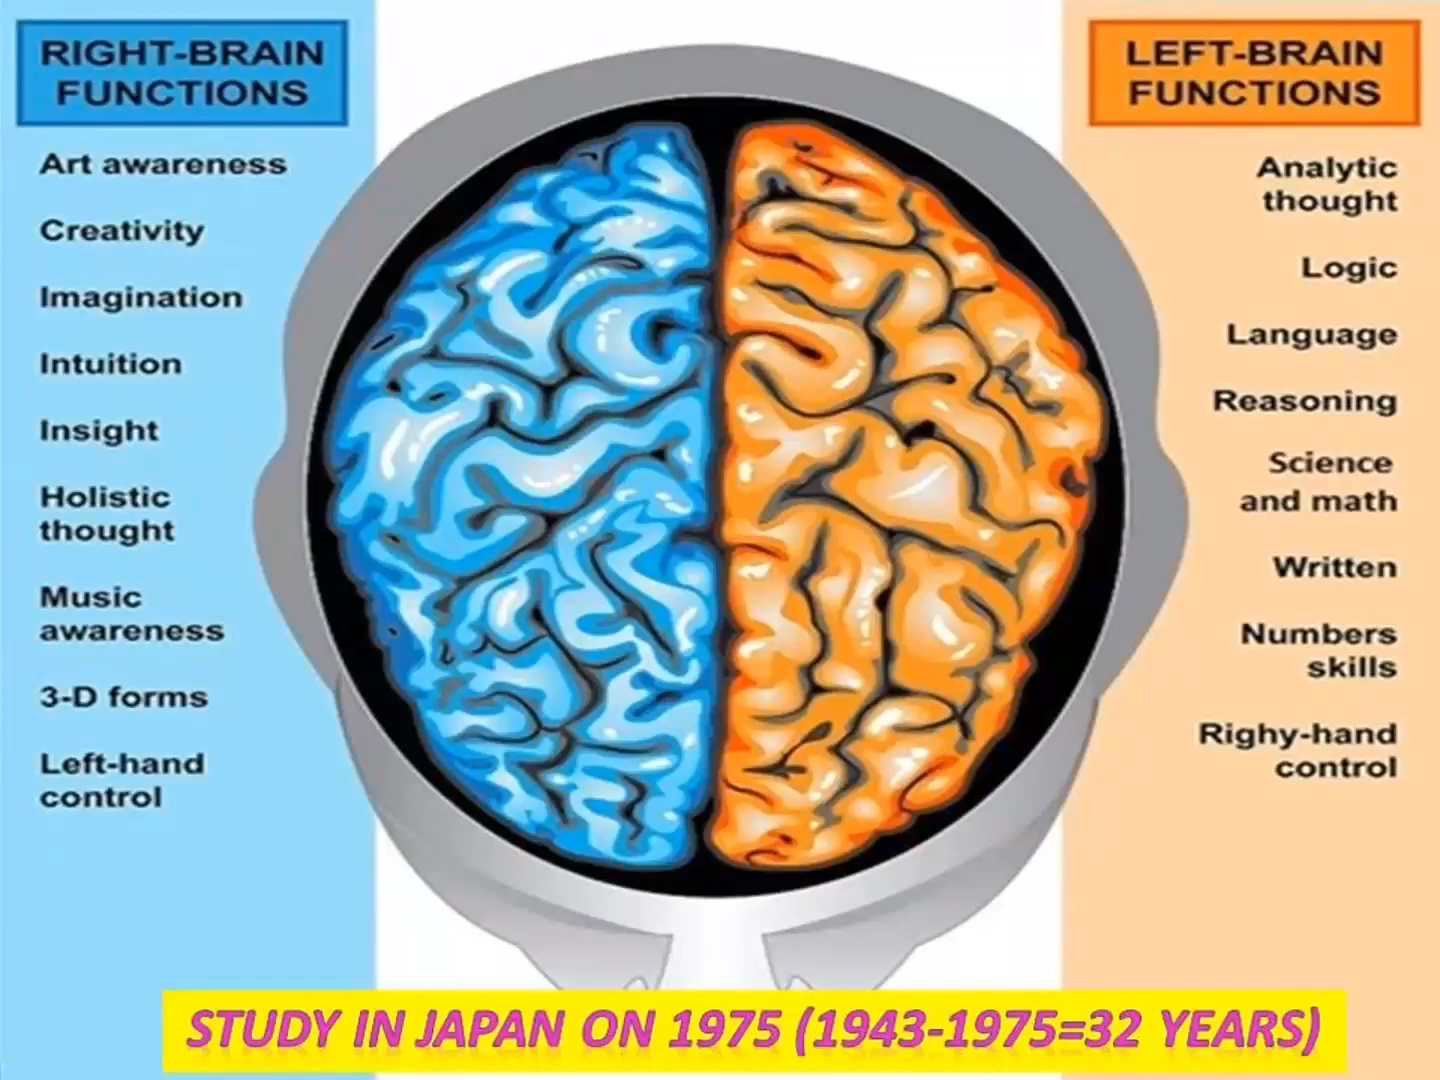 RIGHT-BRAIN
FUNCTIONS
Art awareness
Creativity
Imagination
Intuition
Insight
Holistic
thought
Music
awareness
3-D forms
Left-hand
control
LEFT-BRAIN
FUNCTIONS
Analytic
thought
Logic
Language
Reasoning
Science
and math
Written
Numbers
skills
Righy-hand
control
STUDY IN JAPAN ON 1975 (1943-1975=32 YEARS)